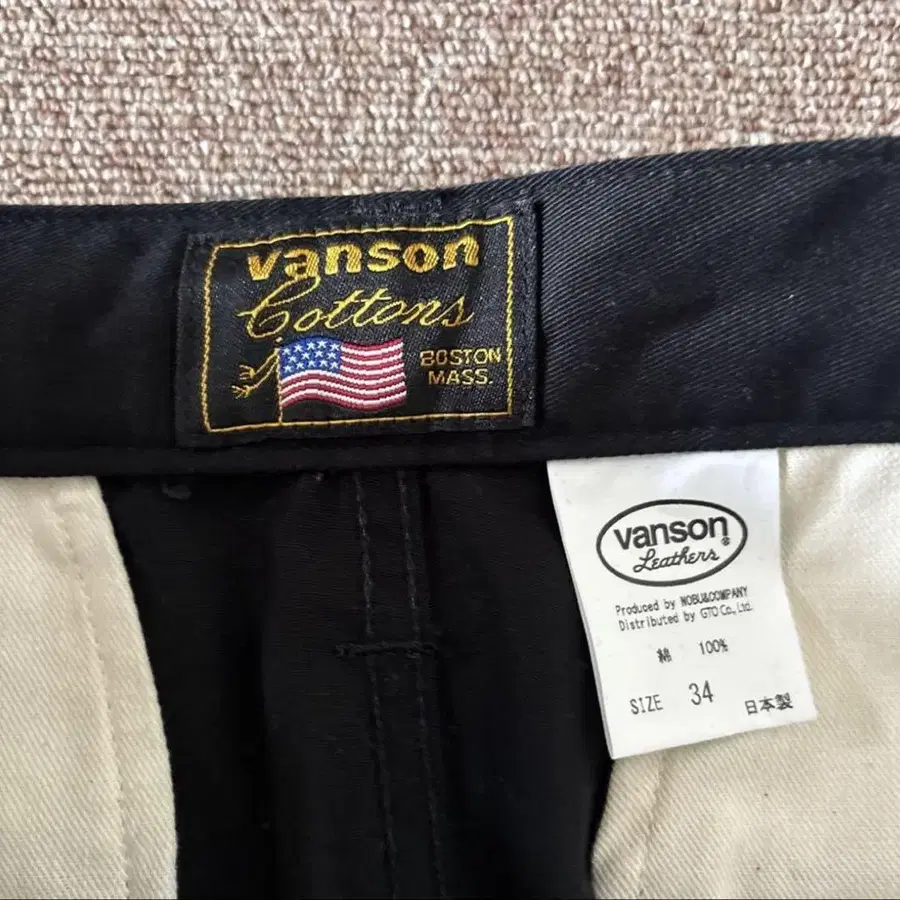 vanson
Cottons
BOSTON
MASS.
vanson®
Leathers
Produced by NOBU&COMPANY
Distributed by GTO Co., Ltd.
綿 100%
SIZE 34 日本製